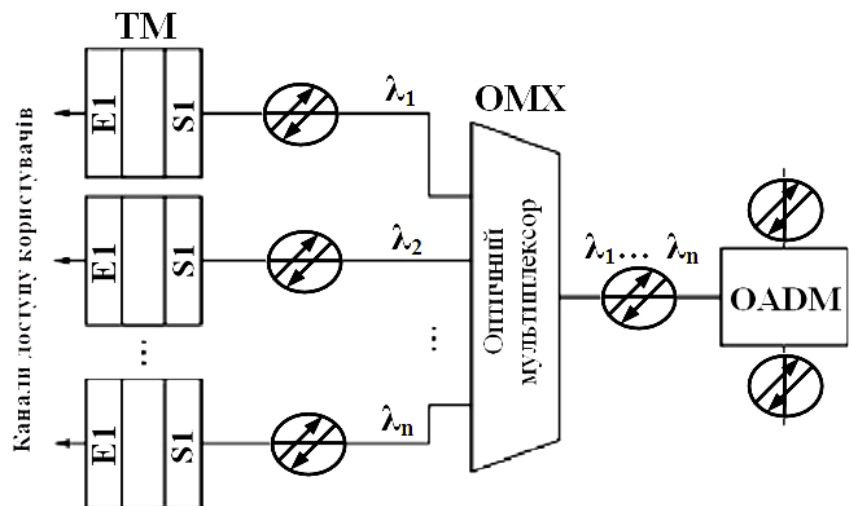 TM
Канали доступу користувачів
E1
S1
λ₁
OMX
E1
S1
λ₂
Оптичний
мультиплексор
λ₁... λₙ
OADM
...
...
E1
S1
λₙ